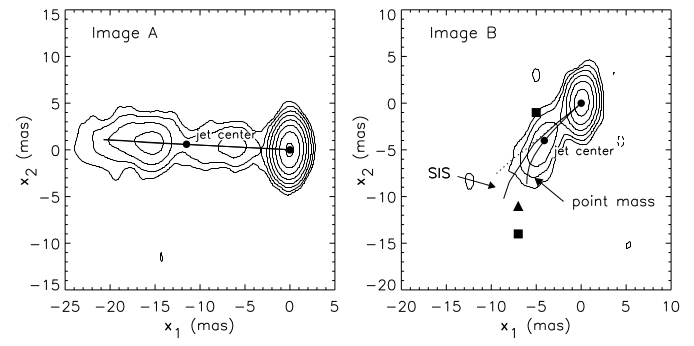 Image A
jet center
15
10
5
0
−5
−10
−15
x2 (mas)
−25 −20 −15 −10 −5 0 5
x1 (mas)
Image B
jet center
SIS
point mass
10
5
0
−5
−10
−15
−20
x2 (mas)
−20 −15 −10 −5 0 5 10
x1 (mas)